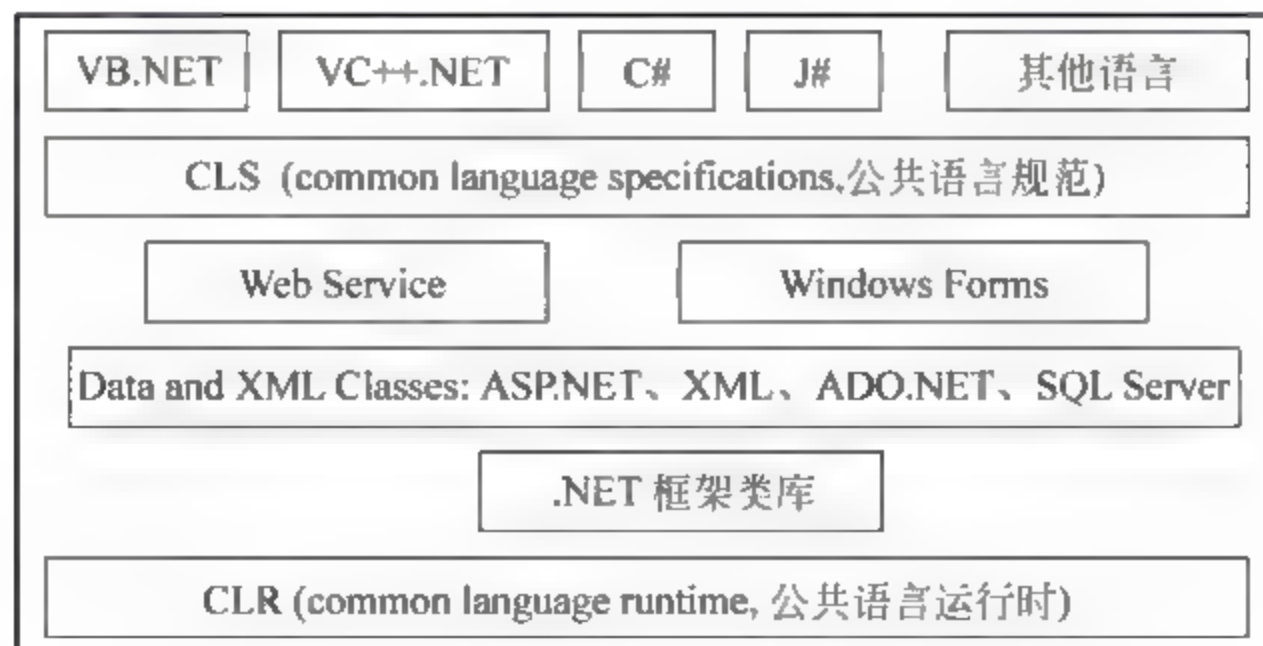 VB.NET VC++.NET C# J# 其他语言
CLS (common language specifications,公共语言规范)
Web Service Windows Forms
Data and XML Classes: ASP.NET、XML、ADO.NET、SQL Server
.NET 框架类库
CLR (common language runtime, 公共语言运行时)